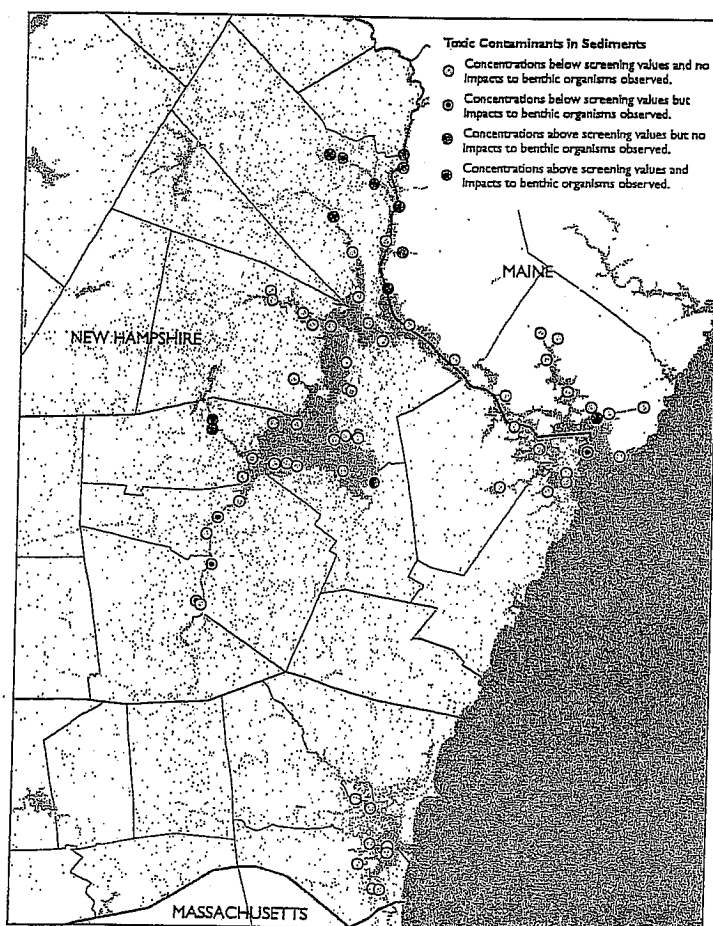 Toxic Contaminants in Sediments
Concentrations below screening values and no
Impacts to benthic organisms observed.
Concentrations below screening values but
Impacts to benthic organisms observed.
Concentrations above screening values but no
Impacts to benthic organisms observed.
Concentrations above screening values and
Impacts to benthic organisms observed.
MAINE
NEW HAMPSHIRE
MASSACHUSETTS